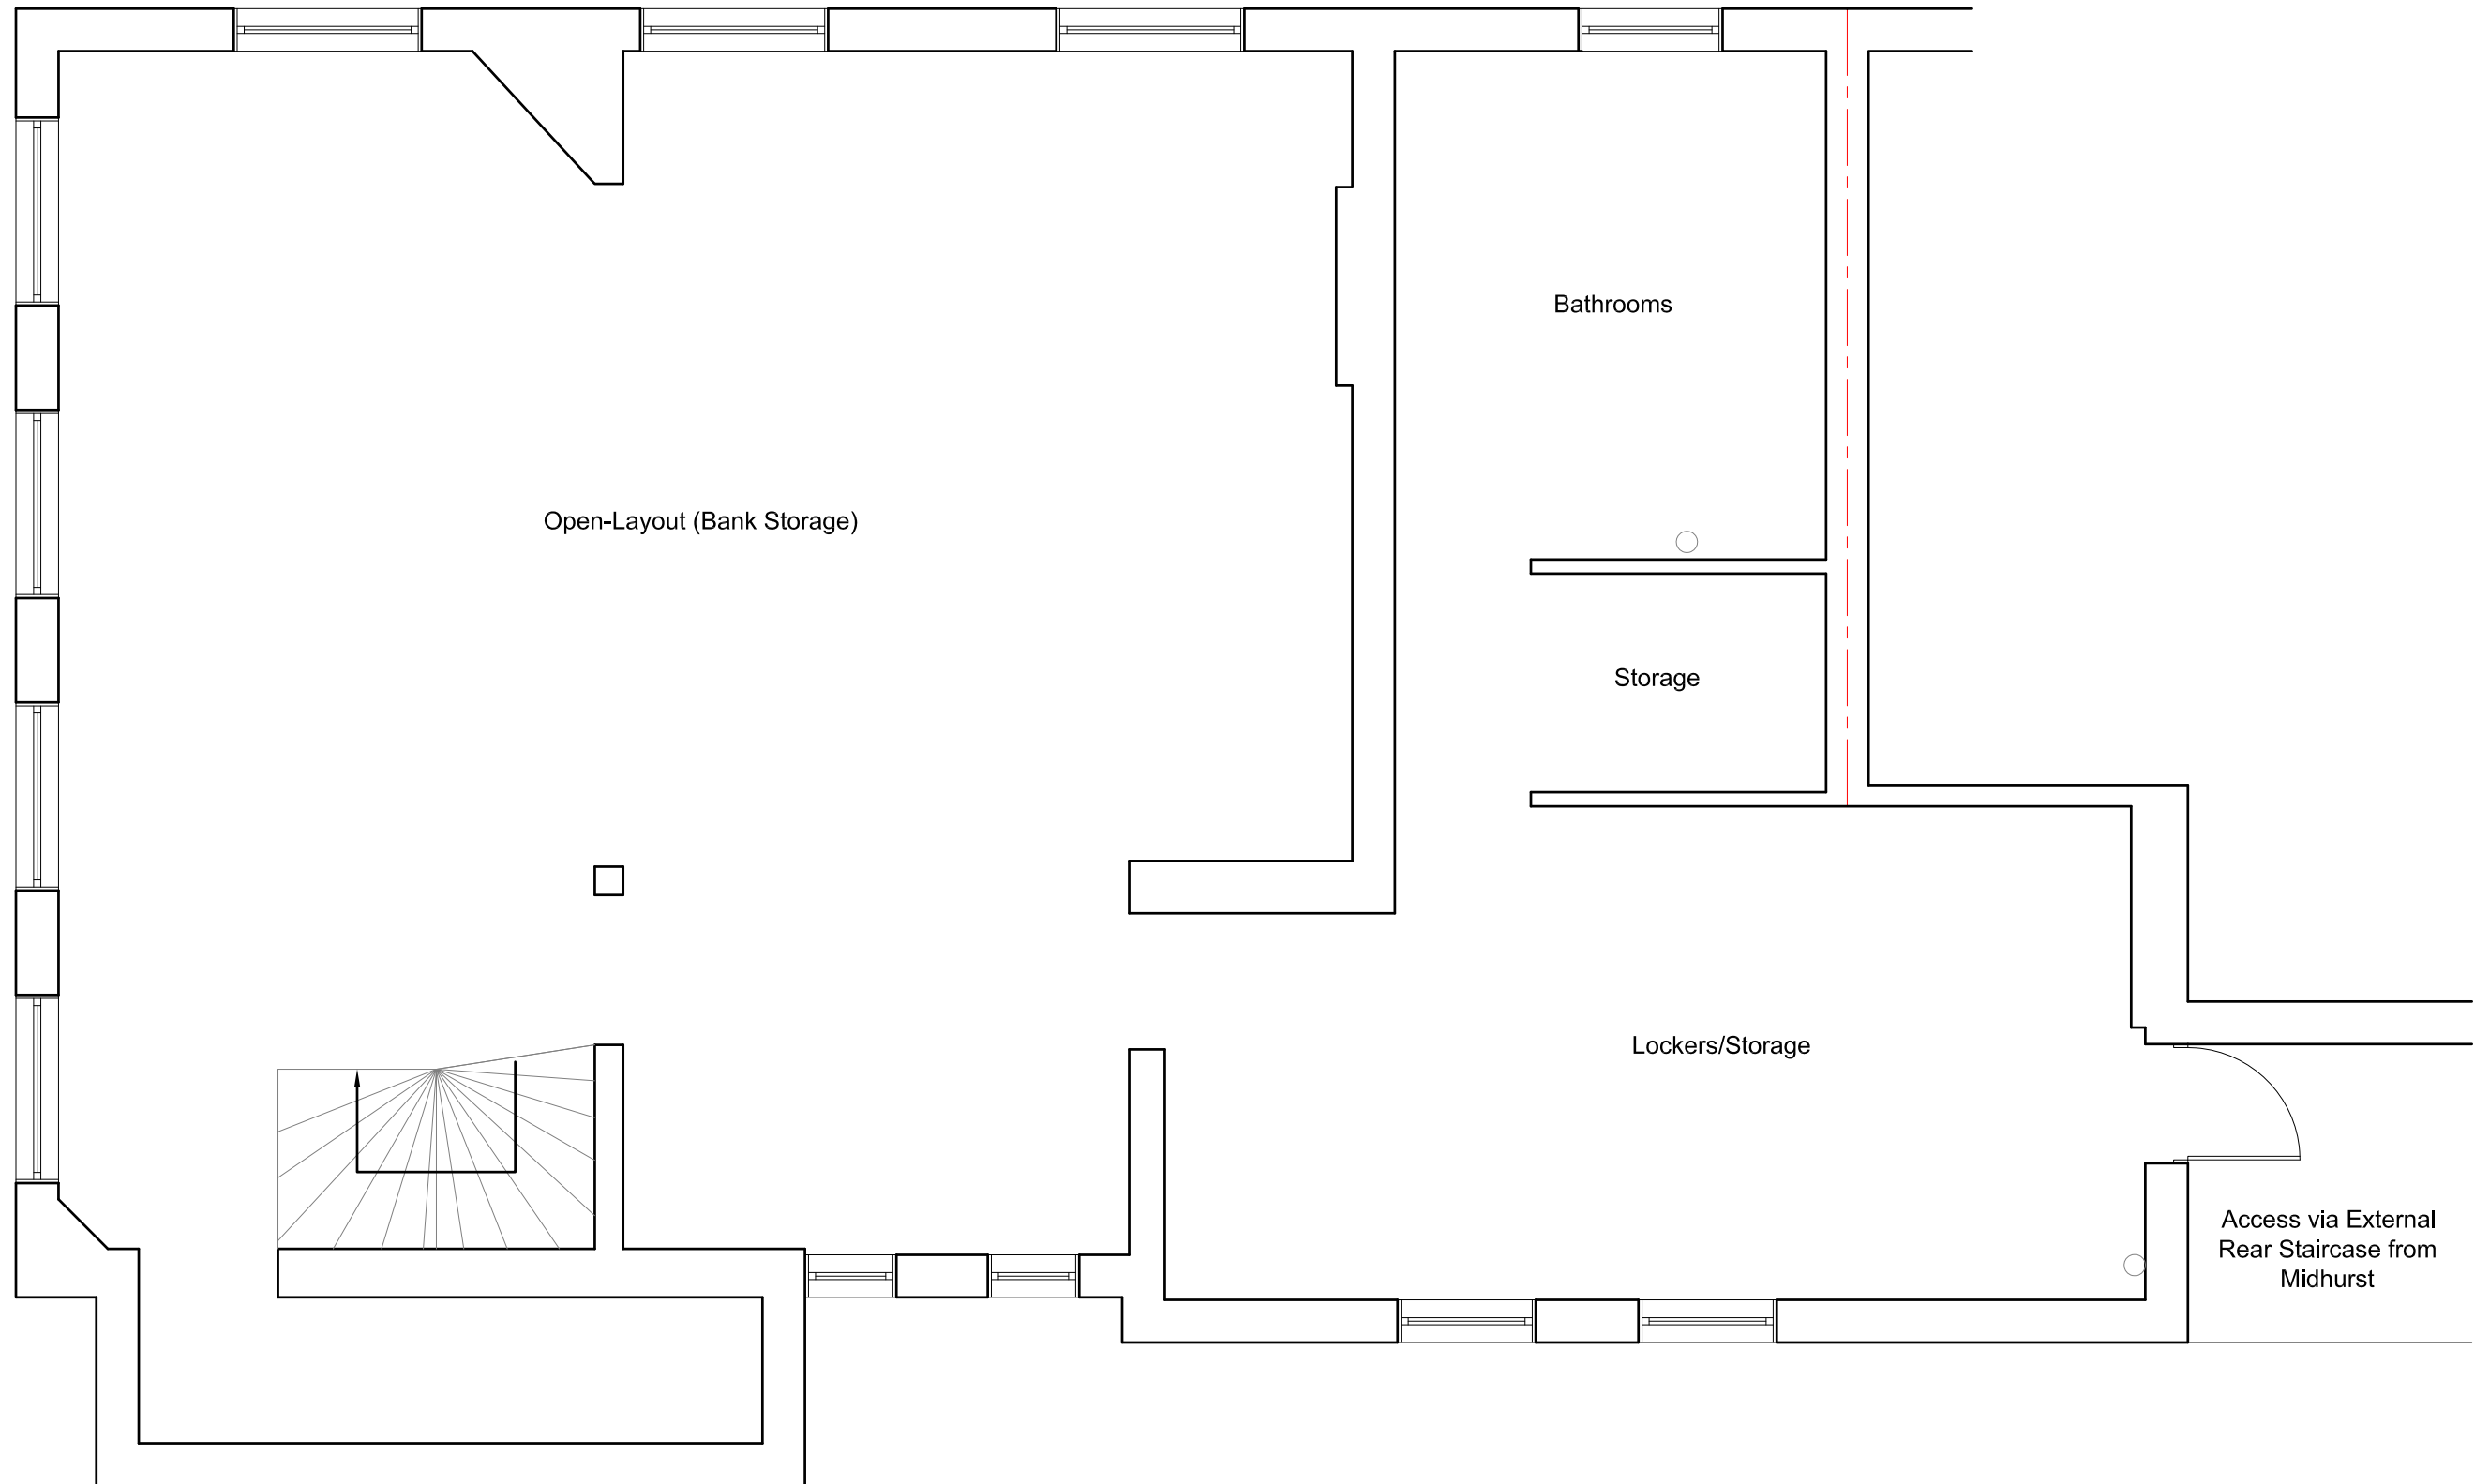 Bathrooms
Open-Layout (Bank Storage)
Storage
Lockers/Storage
Access via External
Rear Staircase from
Midhurst